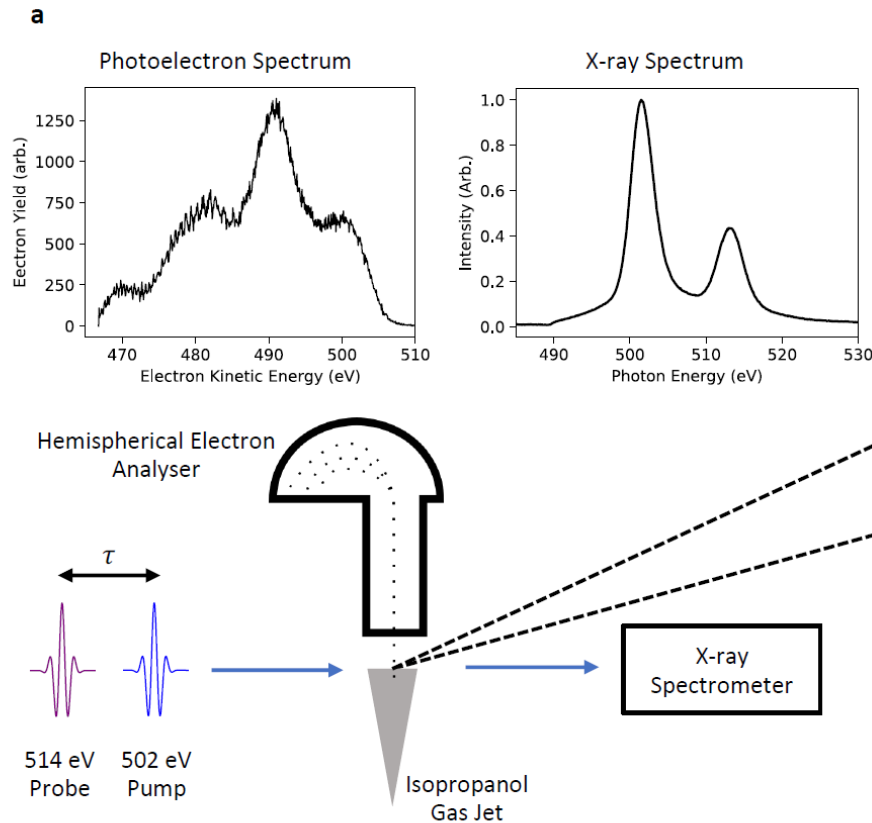 a
Photoelectron Spectrum
Eectron Yield (arb.)
1250
1000
750
500
250
0
470 480 490 500 510
Electron Kinetic Energy (eV)
X-ray Spectrum
Intensity (Arb.)
1.0
0.8
0.6
0.4
0.2
0.0
490 500 510 520 530
Photon Energy (eV)
Hemispherical Electron
Analyser
τ
514 eV
Probe
502 eV
Pump
Isopropanol
Gas Jet
X-ray
Spectrometer